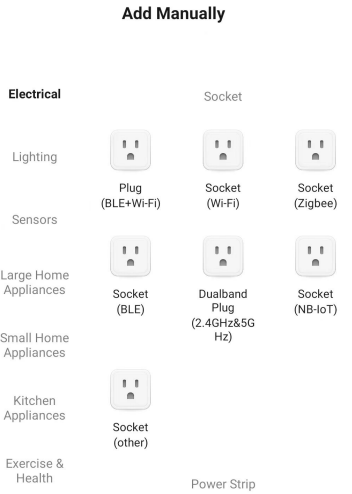 Add Manually
Electrical
Lighting
Sensors
Large Home
Appliances
Small Home
Appliances
Kitchen
Appliances
Exercise &
Health
Socket
Plug
(BLE+Wi-Fi)
Socket
(Wi-Fi)
Socket
(Zigbee)
Socket
(BLE)
Dualband
Plug
(2.4GHz&5G
Hz)
Socket
(NB-IoT)
Socket
(other)
Power Strip